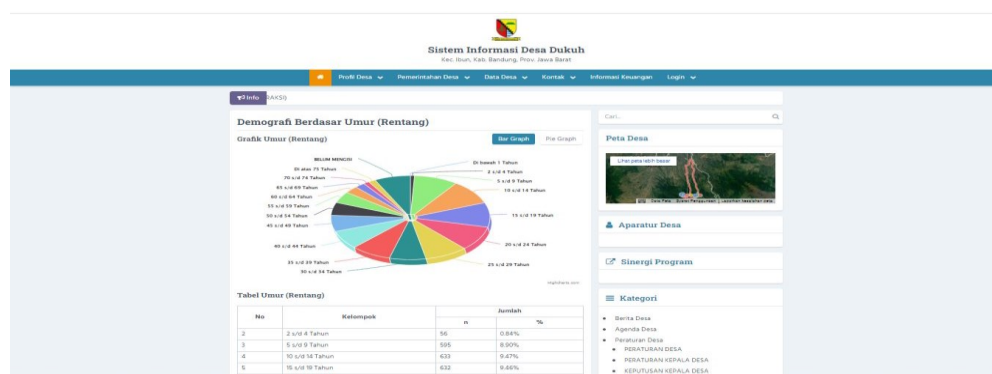 Sistem Informasi Desa Dukuh
Kec. Ibun, Kab. Bandung, Prov. Jawa Barat
Profil Desa
Pemerintahan Desa
Data Desa
Kontak
Informasi Keuangan
Login
Info
RAKSI)
Demografi Berdasar Umur (Rentang)
Grafik Umur (Rentang)
Bar Graph
Pie Graph
BELUM MENGISI
Di atas 75 Tahun
70 s/d 74 Tahun
65 s/d 69 Tahun
60 s/d 64 Tahun
55 s/d 59 Tahun
50 s/d 54 Tahun
45 s/d 49 Tahun
40 s/d 44 Tahun
35 s/d 39 Tahun
30 s/d 34 Tahun
Di bawah 1 Tahun
2 s/d 4 Tahun
5 s/d 9 Tahun
10 s/d 14 Tahun
15 s/d 19 Tahun
20 s/d 24 Tahun
25 s/d 29 Tahun
Tabel Umur (Rentang)
No Kelompok Jumlah
n %
2 2 s/d 4 Tahun 56 0.84%
3 5 s/d 9 Tahun 595 8.90%
4 10 s/d 14 Tahun 633 9.47%
5 15 s/d 19 Tahun 632 9.46%
Cari...
Peta Desa
Lihat peta lebih besar
Aparatur Desa
Sinergi Program
Kategori
Berita Desa
Agenda Desa
Peraturan Desa
PERATURAN DESA
PERATURAN KEPALA DESA
KEPUTUSAN KEPALA DESA